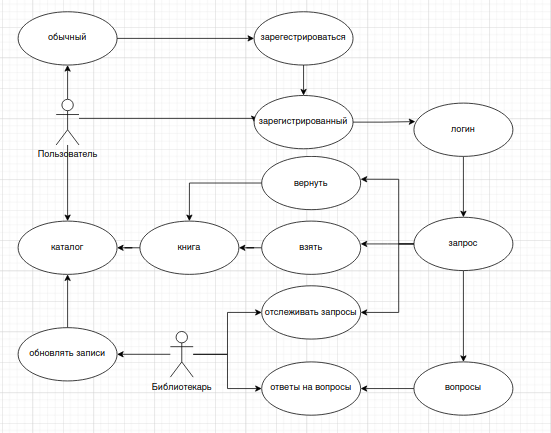 обычный
зарегестрироваться
зарегистрированный
логин
Пользователь
вернуть
каталог
книга
взять
запрос
отслеживать запросы
обновлять записи
Библиотекарь
ответы на вопросы
вопросы